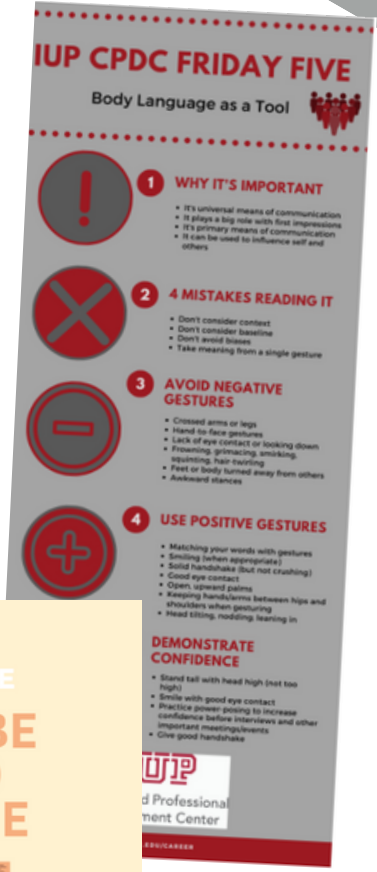 IUP CPDC FRIDAY FIVE
Body Language as a Tool
1 WHY IT'S IMPORTANT
• It's universal means of communication
• It plays a big role with first impressions
• It's primary means of communication
• It can be used to influence self and
others
2 4 MISTAKES READING IT
• Don't consider context
• Don't consider baseline
• Don't avoid biases
• Take meaning from a single gesture
3 AVOID NEGATIVE
GESTURES
• Crossed arms or legs
• Hand-to-face gestures
• Lack of eye contact or looking down
• Frowning, grimacing, smirking,
squinting, hair-twirling
• Feet or body turned away from others
• Awkward stances
4 USE POSITIVE GESTURES
• Matching your words with gestures
• Smiling (when appropriate)
• Solid handshake (but not crushing)
• Good eye contact
• Open, upward palms
• Keeping hands/arms between hips and
shoulders when gesturing
• Head tilting, nodding, leaning in
DEMONSTRATE
CONFIDENCE
• Stand tall with head high (not too
high)
• Smile with good eye contact
• Practice power-posing to increase
confidence before interviews and other
important meetings/events
• Give good handshake
UP
d Professional
ment Center
.EDU/CAREER
E
BE
E